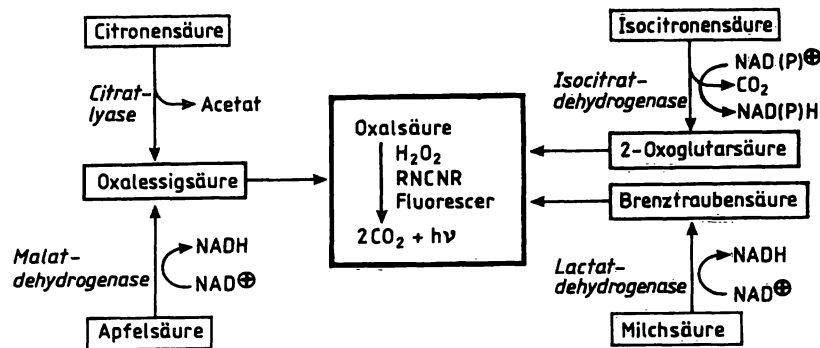 Citronensäure
Citrat-
lyase
Acetat
Oxalessigsäure
Malat-
dehydrogenase
NADH
NAD⊕
Apfelsäure
Oxalsäure
H₂O₂
RNCNR
Fluorescer
2CO₂ + hν
Isocitronensäure
Isocitrat-
dehydrogenase
NAD(P)⊕
CO₂
NAD(P)H
2-Oxoglutarsäure
Brenztraubensäure
Lactat-
dehydrogenase
NADH
NAD⊕
Milchsäure